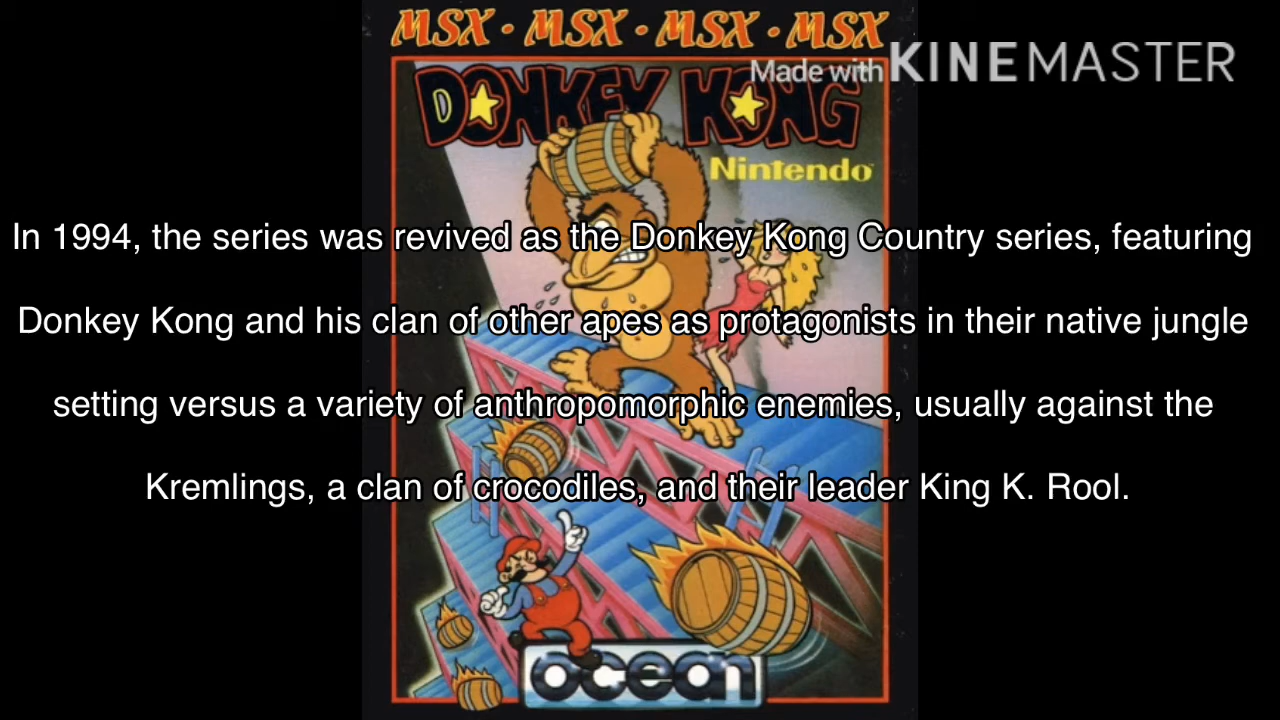 MSX • MSX • MSX • MSX
Made with KINEMASTER
DONKEY KONG
Nintendo
In 1994, the series was revived as the Donkey Kong Country series, featuring
Donkey Kong and his clan of other apes as protagonists in their native jungle
setting versus a variety of anthropomorphic enemies, usually against the
Kremlings, a clan of crocodiles, and their leader King K. Rool.
ocean